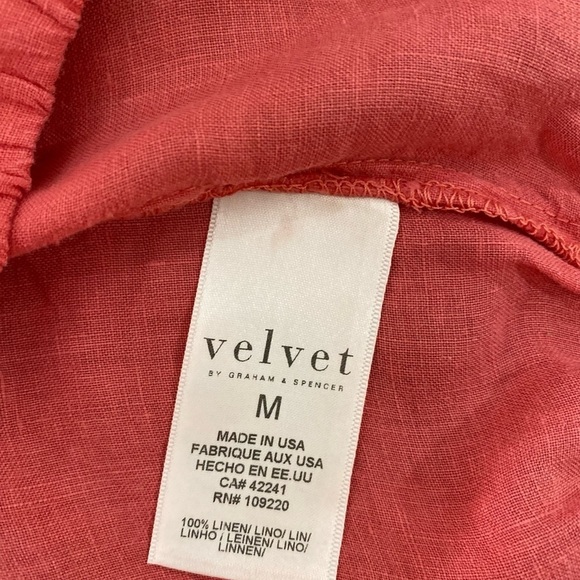 velvet
BY GRAHAM & SPENCER
M
MADE IN USA
FABRIQUE AUX USA
HECHO EN EE.UU
CA# 42241
RN# 109220
100% LINEN/ LINO/ LIN/
LINHO / LEINEN/ LINO/
LINNEN/